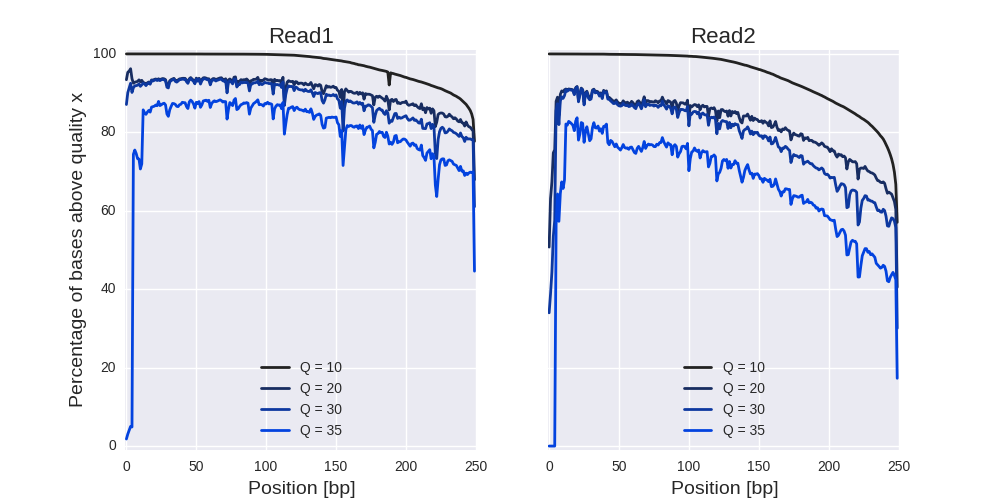 Read1
Read2
Percentage of bases above quality x
100
80
60
40
20
0
Q = 10
Q = 20
Q = 30
Q = 35
Q = 10
Q = 20
Q = 30
Q = 35
0 50 100 150 200 250
0 50 100 150 200 250
Position [bp]
Position [bp]